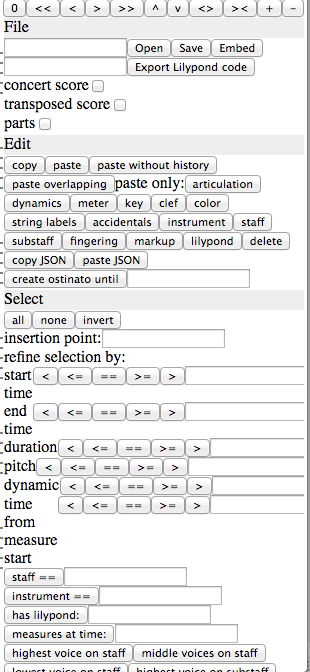 0 << < > >> ^ v <> >< + -
File
Open Save Embed
Export Lilypond code
concert score
transposed score
parts
Edit
copy paste paste without history
paste overlapping paste only: articulation
dynamics meter key clef color
string labels accidentals instrument staff
substaff fingering markup lilypond delete
copy JSON paste JSON
create ostinato until
Select
all none invert
insertion point:
refine selection by:
start < <= == >= >
time
end < <= == >= >
time
duration < <= == >= >
pitch < <= == >= >
dynamic < <= == >= >
time < <= == >= >
from
measure
start
staff ==
instrument ==
has lilypond:
measures at time:
highest voice on staff middle voices on staff
lowest voice on staff highest voice on substaff